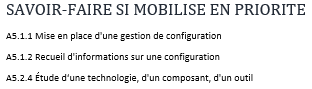 SAVOIR-FAIRE SI MOBILISE EN PRIORITE
A5.1.1 Mise en place d'une gestion de configuration
A5.1.2 Recueil d'informations sur une configuration
A5.2.4 Étude d'une technologie, d'un composant, d'un outil